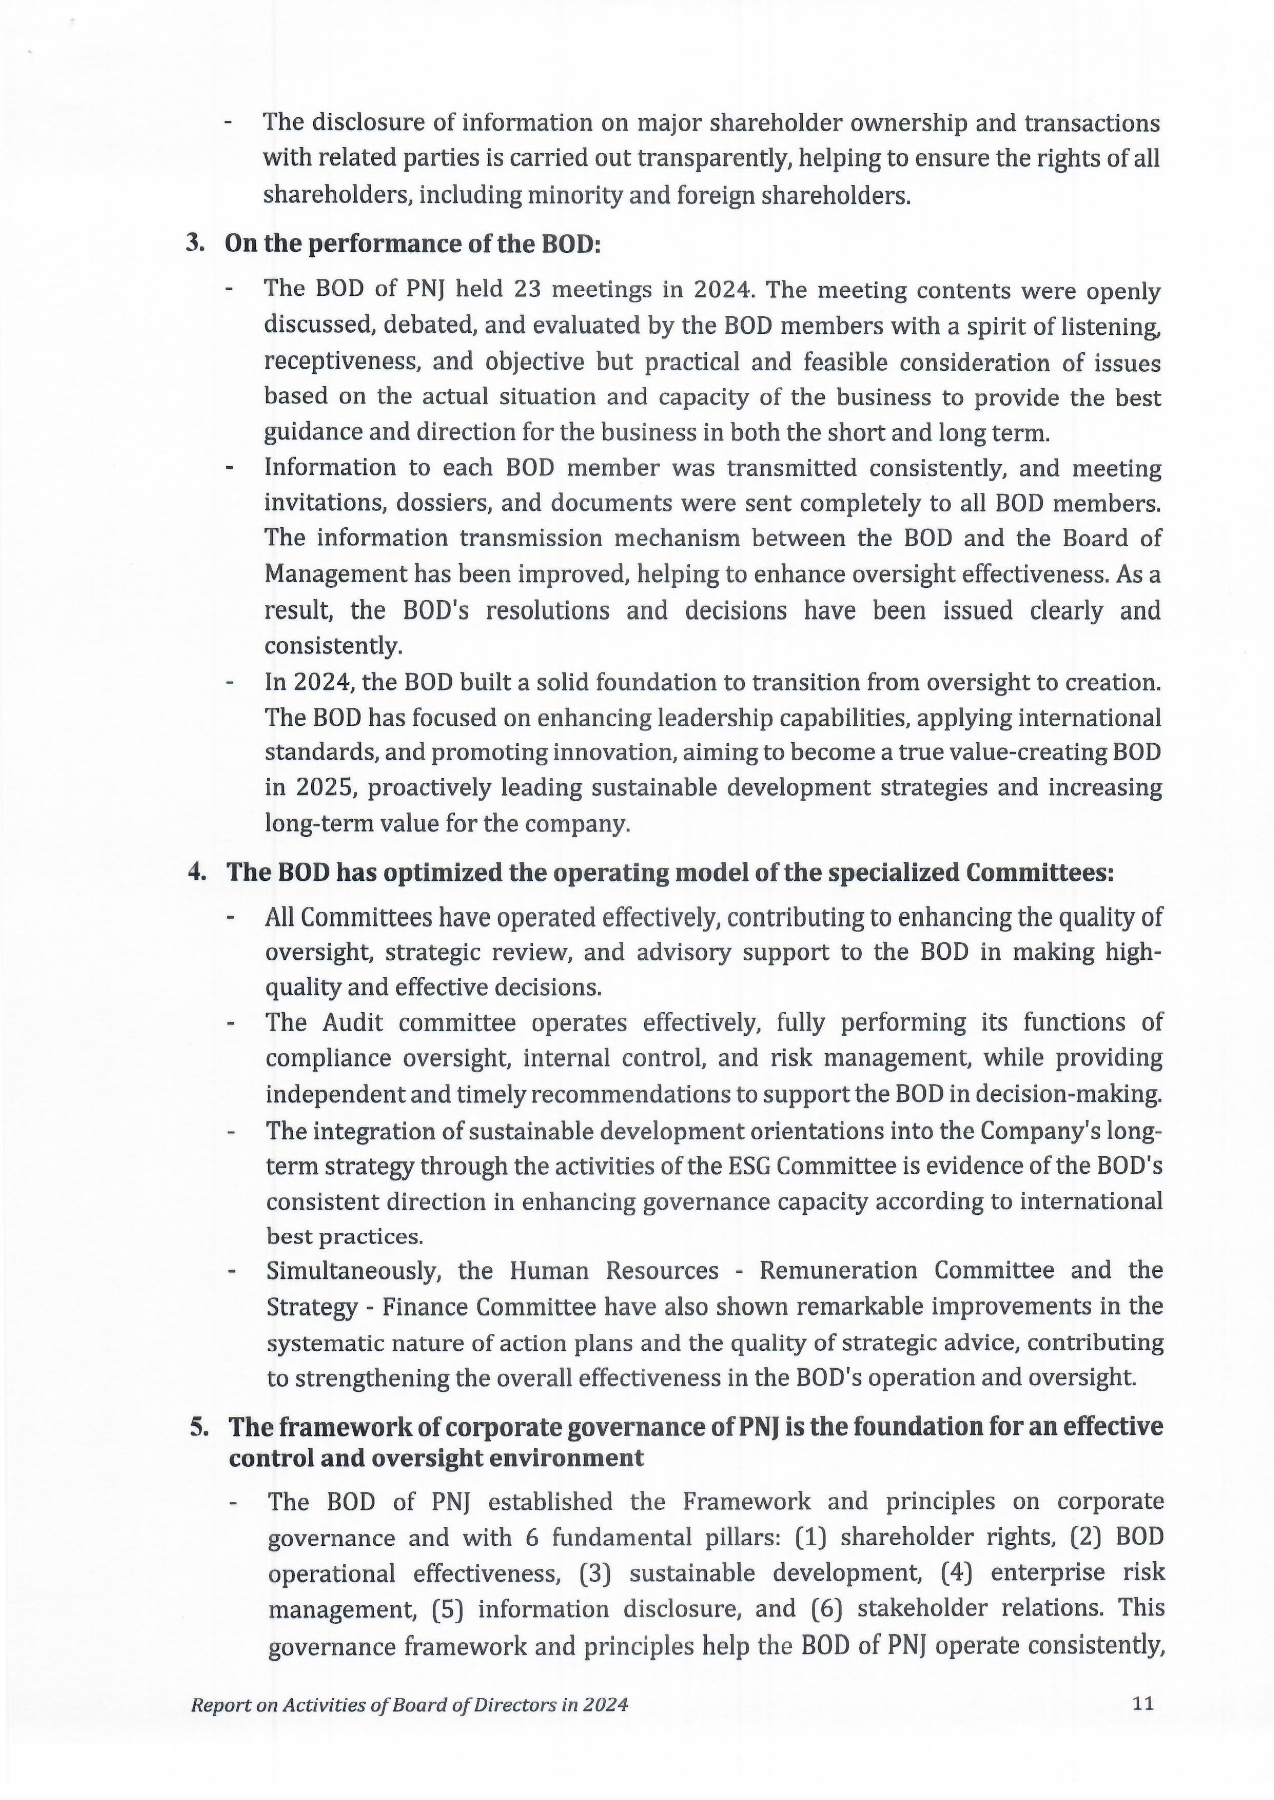 - The disclosure of information on major shareholder ownership and transactions
with related parties is carried out transparently, helping to ensure the rights of all
shareholders, including minority and foreign shareholders.
3. On the performance of the BOD:
- The BOD of PNJ held 23 meetings in 2024. The meeting contents were openly
discussed, debated, and evaluated by the BOD members with a spirit of listening,
receptiveness, and objective but practical and feasible consideration of issues
based on the actual situation and capacity of the business to provide the best
guidance and direction for the business in both the short and long term.
- Information to each BOD member was transmitted consistently, and meeting
invitations, dossiers, and documents were sent completely to all BOD members.
The information transmission mechanism between the BOD and the Board of
Management has been improved, helping to enhance oversight effectiveness. As a
result, the BOD's resolutions and decisions have been issued clearly and
consistently.
- In 2024, the BOD built a solid foundation to transition from oversight to creation.
The BOD has focused on enhancing leadership capabilities, applying international
standards, and promoting innovation, aiming to become a true value-creating BOD
in 2025, proactively leading sustainable development strategies and increasing
long-term value for the company.
4. The BOD has optimized the operating model of the specialized Committees:
- All Committees have operated effectively, contributing to enhancing the quality of
oversight, strategic review, and advisory support to the BOD in making high-
quality and effective decisions.
- The Audit committee operates effectively, fully performing its functions of
compliance oversight, internal control, and risk management, while providing
independent and timely recommendations to support the BOD in decision-making.
- The integration of sustainable development orientations into the Company's long-
term strategy through the activities of the ESG Committee is evidence of the BOD's
consistent direction in enhancing governance capacity according to international
best practices.
- Simultaneously, the Human Resources - Remuneration Committee and the
Strategy - Finance Committee have also shown remarkable improvements in the
systematic nature of action plans and the quality of strategic advice, contributing
to strengthening the overall effectiveness in the BOD's operation and oversight.
5. The framework of corporate governance of PNJ is the foundation for an effective
control and oversight environment
- The BOD of PNJ established the Framework and principles on corporate
governance and with 6 fundamental pillars: (1) shareholder rights, (2) BOD
operational effectiveness, (3) sustainable development, (4) enterprise risk
management, (5) information disclosure, and (6) stakeholder relations. This
governance framework and principles help the BOD of PNJ operate consistently,
Report on Activities of Board of Directors in 2024 11